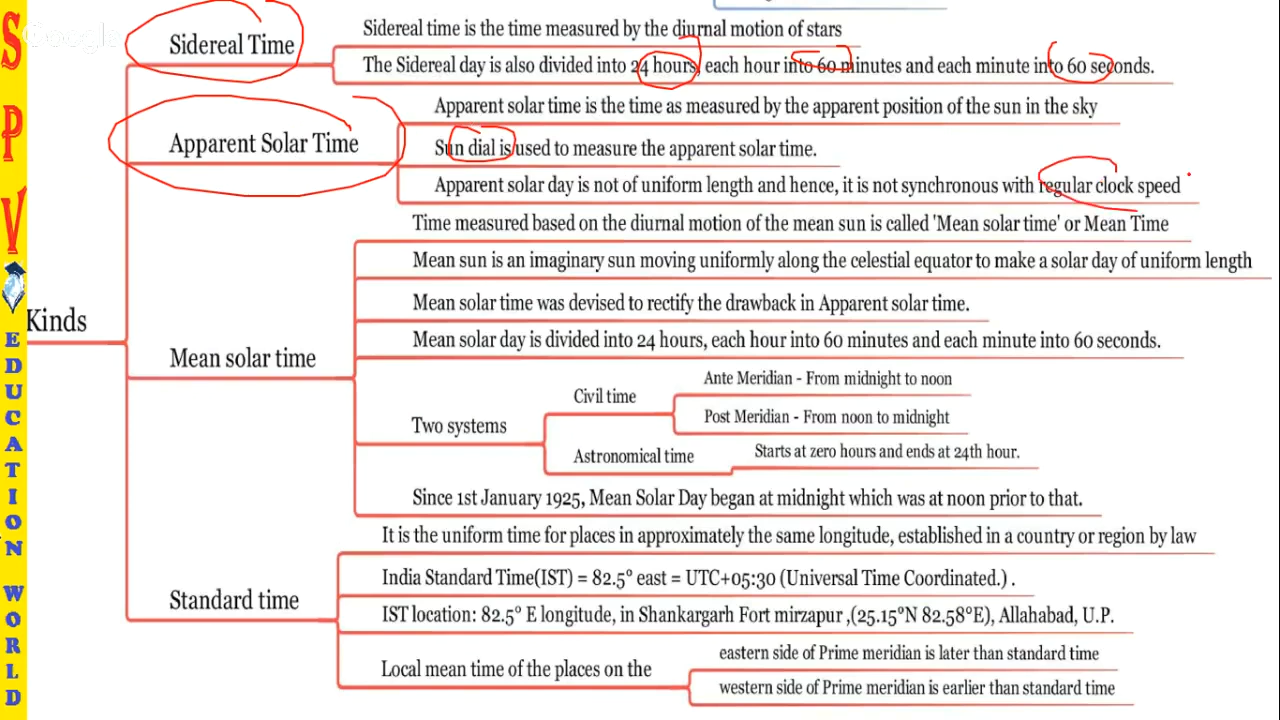 SPV EDUCATION WORLD
Google
Kinds
Sidereal Time
Sidereal time is the time measured by the diurnal motion of stars
The Sidereal day is also divided into 24 hours, each hour into 60 minutes and each minute into 60 seconds.
Apparent Solar Time
Apparent solar time is the time as measured by the apparent position of the sun in the sky
Sun dial is used to measure the apparent solar time.
Apparent solar day is not of uniform length and hence, it is not synchronous with regular clock speed
Mean solar time
Time measured based on the diurnal motion of the mean sun is called 'Mean solar time' or Mean Time
Mean sun is an imaginary sun moving uniformly along the celestial equator to make a solar day of uniform length
Mean solar time was devised to rectify the drawback in Apparent solar time.
Mean solar day is divided into 24 hours, each hour into 60 minutes and each minute into 60 seconds.
Two systems
Civil time
Ante Meridian - From midnight to noon
Post Meridian - From noon to midnight
Astronomical time
Starts at zero hours and ends at 24th hour.
Since 1st January 1925, Mean Solar Day began at midnight which was at noon prior to that.
Standard time
It is the uniform time for places in approximately the same longitude, established in a country or region by law
India Standard Time(IST) = 82.5° east = UTC+05:30 (Universal Time Coordinated.) .
IST location: 82.5° E longitude, in Shankargarh Fort mirzapur ,(25.15°N 82.58°E), Allahabad, U.P.
Local mean time of the places on the
eastern side of Prime meridian is later than standard time
western side of Prime meridian is earlier than standard time